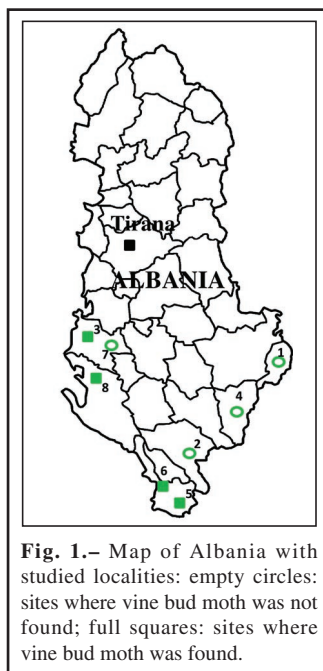 Tirana
ALBANIA
3
7
1
8
4
2
6
5
Fig. 1.– Map of Albania with
studied localities: empty circles:
sites where vine bud moth was not
found; full squares: sites where
vine bud moth was found.